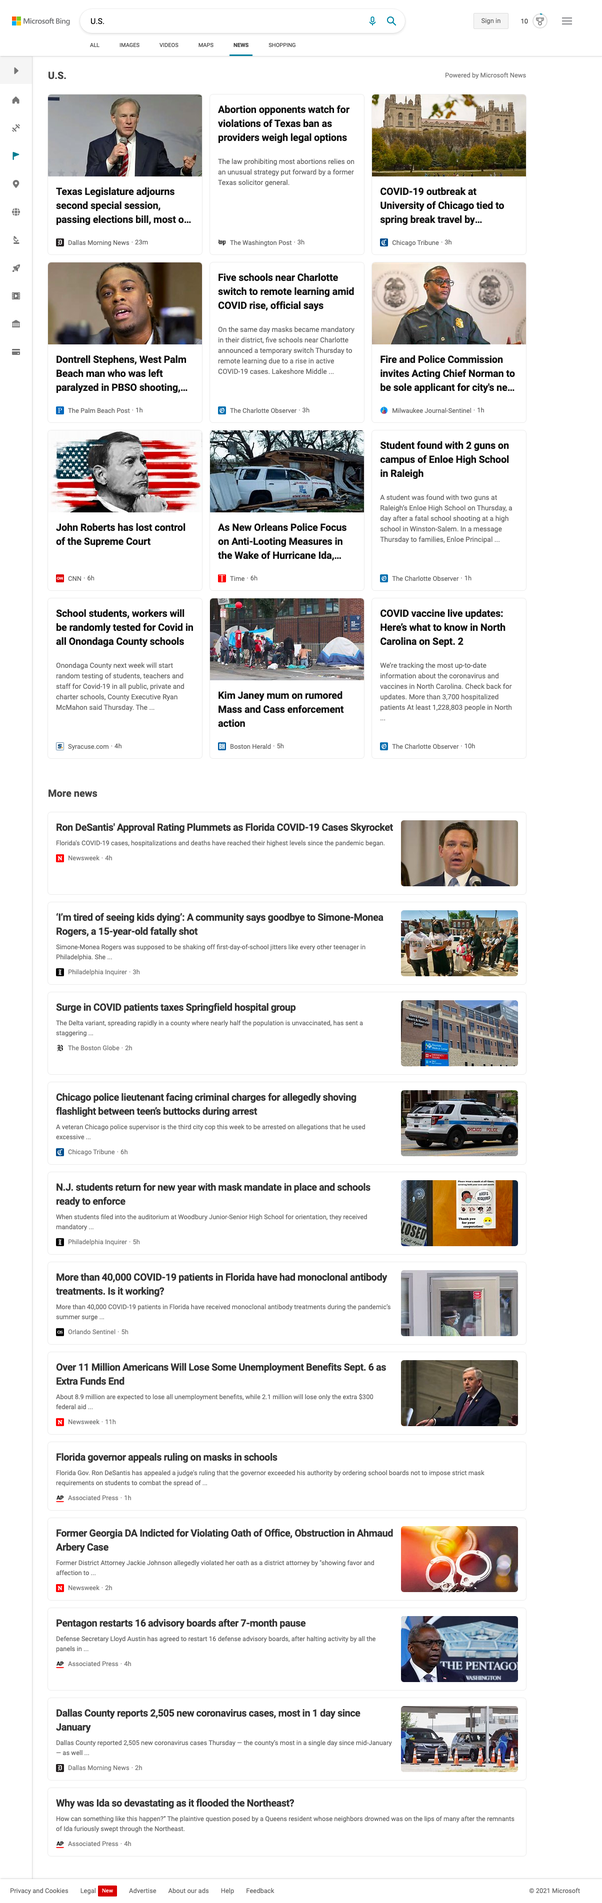 Microsoft Bing
U.S.
Sign in
10
ALL IMAGES VIDEOS MAPS NEWS SHOPPING
U.S.
Powered by Microsoft News
Texas Legislature adjourns
second special session,
passing elections bill, most o...
Dallas Morning News · 23m
Abortion opponents watch for
violations of Texas ban as
providers weigh legal options
The law prohibiting most abortions relies on
an unusual strategy put forward by a former
Texas solicitor general.
wp The Washington Post · 3h
COVID-19 outbreak at
University of Chicago tied to
spring break travel by...
Chicago Tribune · 3h
Dontrell Stephens, West Palm
Beach man who was left
paralyzed in PBSO shooting,...
The Palm Beach Post · 1h
Five schools near Charlotte
switch to remote learning amid
COVID rise, official says
On the same day masks became mandatory
in their district, five schools near Charlotte
announced a temporary switch Thursday to
remote learning due to a rise in active
COVID-19 cases. Lakeshore Middle ...
The Charlotte Observer · 3h
Fire and Police Commission
invites Acting Chief Norman to
be sole applicant for city's ne...
Milwaukee Journal-Sentinel · 1h
John Roberts has lost control
of the Supreme Court
CNN · 6h
As New Orleans Police Focus
on Anti-Looting Measures in
the Wake of Hurricane Ida,...
Time · 6h
Student found with 2 guns on
campus of Enloe High School
in Raleigh
A student was found with two guns at
Raleigh's Enloe High School on Thursday, a
day after a fatal school shooting at a high
school in Winston-Salem. In a message
Thursday to families, Enloe Principal ...
The Charlotte Observer · 1h
School students, workers will
be randomly tested for Covid in
all Onondaga County schools
Onondaga County next week will start
random testing of students, teachers and
staff for Covid-19 in all public, private and
charter schools, County Executive Ryan
McMahon said Thursday. The ...
Syracuse.com · 4h
Kim Janey mum on rumored
Mass and Cass enforcement
action
Boston Herald · 5h
COVID vaccine live updates:
Here's what to know in North
Carolina on Sept. 2
We're tracking the most up-to-date
information about the coronavirus and
vaccines in North Carolina. Check back for
updates. More than 3,700 hospitalized
patients At least 1,228,803 people in North
...
The Charlotte Observer · 10h
More news
Ron DeSantis' Approval Rating Plummets as Florida COVID-19 Cases Skyrocket
Florida's COVID-19 cases, hospitalizations and deaths have reached their highest levels since the pandemic began.
N Newsweek · 4h
'I'm tired of seeing kids dying': A community says goodbye to Simone-Monea
Rogers, a 15-year-old fatally shot
Simone-Monea Rogers was supposed to be shaking off first-day-of-school jitters like every other teenager in
Philadelphia. She ...
Philadelphia Inquirer · 3h
Surge in COVID patients taxes Springfield hospital group
The Delta variant, spreading rapidly in a county where nearly half the population is unvaccinated, has sent a
staggering ...
The Boston Globe · 2h
Chicago police lieutenant facing criminal charges for allegedly shoving
flashlight between teen's buttocks during arrest
A veteran Chicago police supervisor is the third city cop this week to be arrested on allegations that he used
excessive ...
Chicago Tribune · 6h
CHICAGO POLICE
N.J. students return for new year with mask mandate in place and schools
ready to enforce
When students filed into the auditorium at Woodbury Junior-Senior High School for orientation, they received
mandatory ...
Philadelphia Inquirer · 5h
LOSED
Thank you
for your
More than 40,000 COVID-19 patients in Florida have had monoclonal antibody
treatments. Is it working?
More than 40,000 COVID-19 patients in Florida have received monoclonal antibody treatments during the pandemic's
summer surge ...
OS Orlando Sentinel · 5h
Over 11 Million Americans Will Lose Some Unemployment Benefits Sept. 6 as
Extra Funds End
About 8.9 million are expected to lose all unemployment benefits, while 2.1 million will lose only the extra $300
federal aid ...
N Newsweek · 11h
Florida governor appeals ruling on masks in schools
Florida Gov. Ron DeSantis has appealed a judge's ruling that the governor exceeded his authority by ordering school boards not to impose strict mask
requirements on students to combat the spread of ...
AP Associated Press · 1h
Former Georgia DA Indicted for Violating Oath of Office, Obstruction in Ahmaud
Arbery Case
Former District Attorney Jackie Johnson allegedly violated her oath as a district attorney by "showing favor and
affection to ...
N Newsweek · 2h
Pentagon restarts 16 advisory boards after 7-month pause
Defense Secretary Lloyd Austin has agreed to restart 16 defense advisory boards, after halting activity by all the
panels in ...
AP Associated Press · 4h
THE PENTAGO
WASHINGTON
Dallas County reports 2,505 new coronavirus cases, most in 1 day since
January
Dallas County reported 2,505 new coronavirus cases Thursday — the county's most in a single day since mid-January
— as well ...
Dallas Morning News · 2h
Why was Ida so devastating as it flooded the Northeast?
How can something like this happen?" The plaintive question posed by a Queens resident whose neighbors drowned was on the lips of many after the remnants
of Ida furiously swept through the Northeast.
AP Associated Press · 4h
Privacy and Cookies Legal New Advertise About our ads Help Feedback © 2021 Microsoft